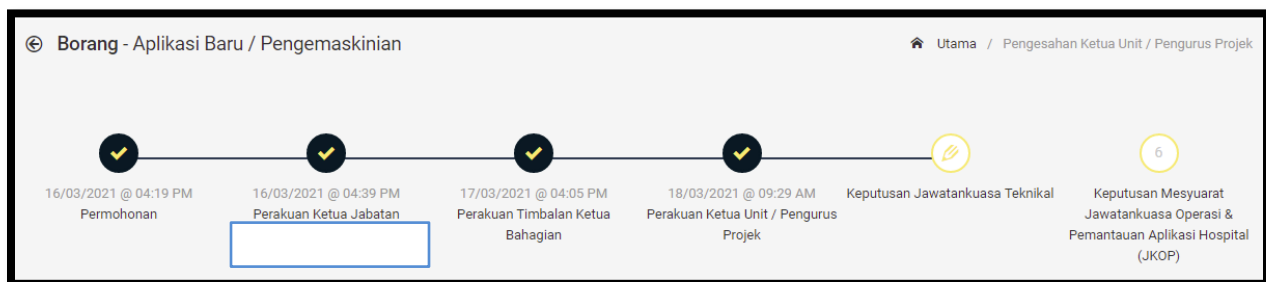 Borang - Aplikasi Baru / Pengemaskinian
Utama / Pengesahan Ketua Unit / Pengurus Projek
6
16/03/2021 @ 04:19 PM
Permohonan
16/03/2021 @ 04:39 PM
Perakuan Ketua Jabatan
17/03/2021 @ 04:05 PM
Perakuan Timbalan Ketua
Bahagian
18/03/2021 @ 09:29 AM
Perakuan Ketua Unit / Pengurus
Projek
Keputusan Jawatankuasa Teknikal
Keputusan Mesyuarat
Jawatankuasa Operasi &
Pemantauan Aplikasi Hospital
(JKOP)